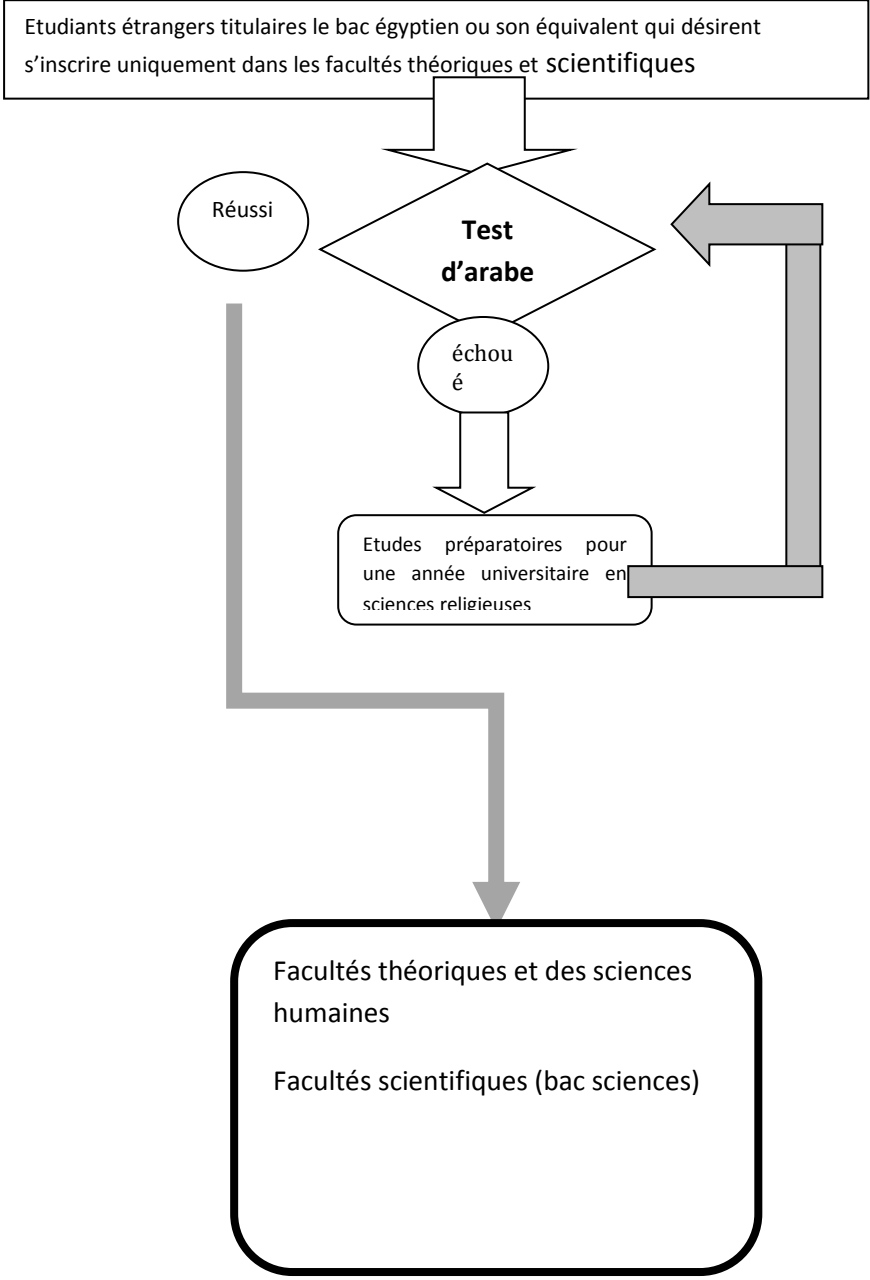 Etudiants étrangers titulaires le bac égyptien ou son équivalent qui désirent
s’inscrire uniquement dans les facultés théoriques et scientifiques
Réussi
Test
d’arabe
échou
é
Etudes préparatoires pour
une année universitaire en
sciences religieuses
Facultés théoriques et des sciences
humaines
Facultés scientifiques (bac sciences)